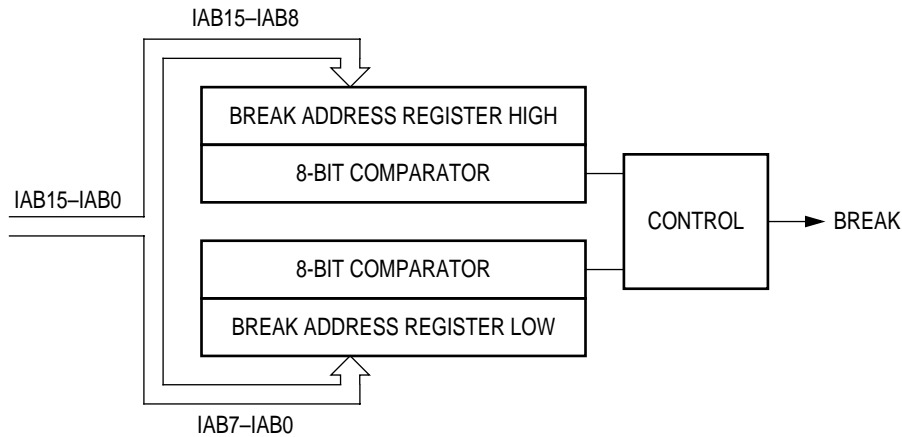 IAB15–IAB8
BREAK ADDRESS REGISTER HIGH
8-BIT COMPARATOR
IAB15–IAB0
CONTROL
BREAK
8-BIT COMPARATOR
BREAK ADDRESS REGISTER LOW
IAB7–IAB0